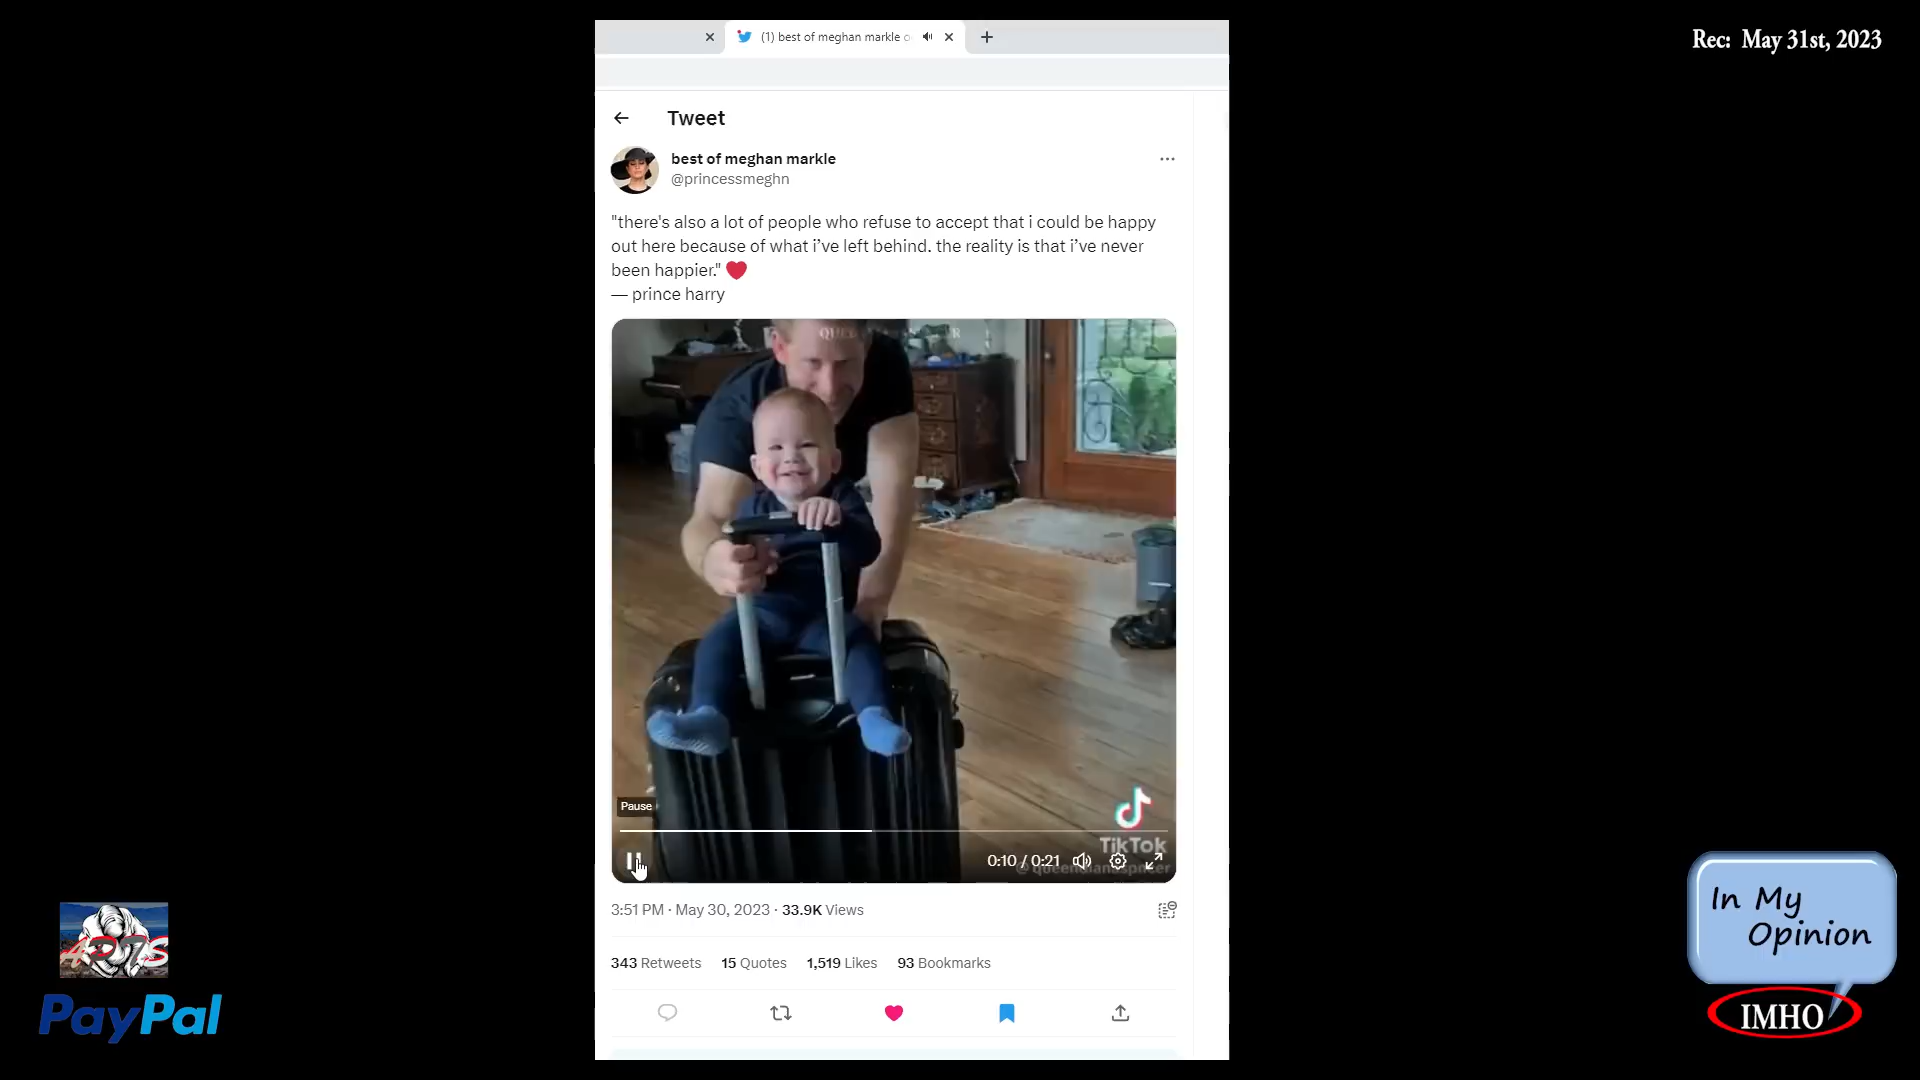 (1) best of meghan markle
Rec: May 31st, 2023
Tweet
best of meghan markle
@princessmeghn
"there's also a lot of people who refuse to accept that i could be happy
out here because of what i’ve left behind. the reality is that i’ve never
been happier."
— prince harry
Pause
TikTok
0:10 / 0:21
3:51 PM · May 30, 2023 · 33.9K Views
343 Retweets 15 Quotes 1,519 Likes 93 Bookmarks
PayPal
In My
Opinion
IMHO